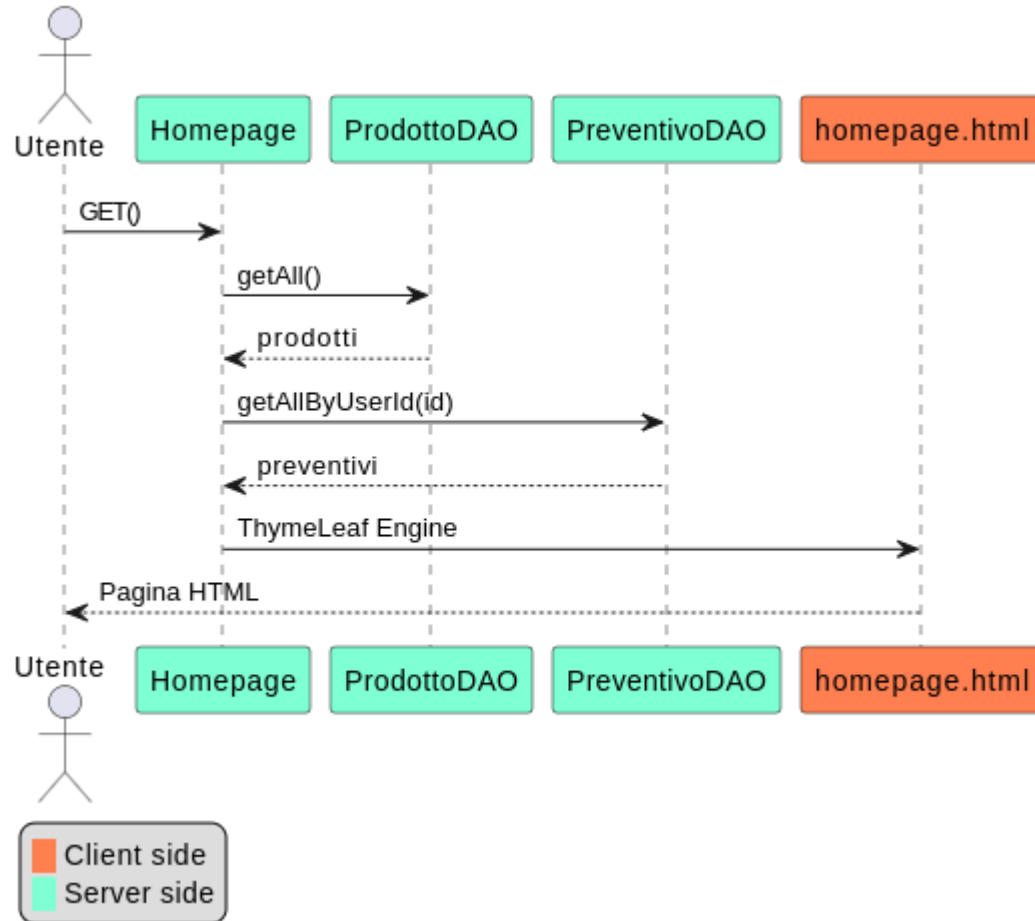 Utente
Homepage
ProdottoDAO
PreventivoDAO
homepage.html
GET()
getAll()
prodotti
getAllByUserId(id)
preventivi
ThymeLeaf Engine
Pagina HTML
Utente
Homepage
ProdottoDAO
PreventivoDAO
homepage.html
Client side
Server side